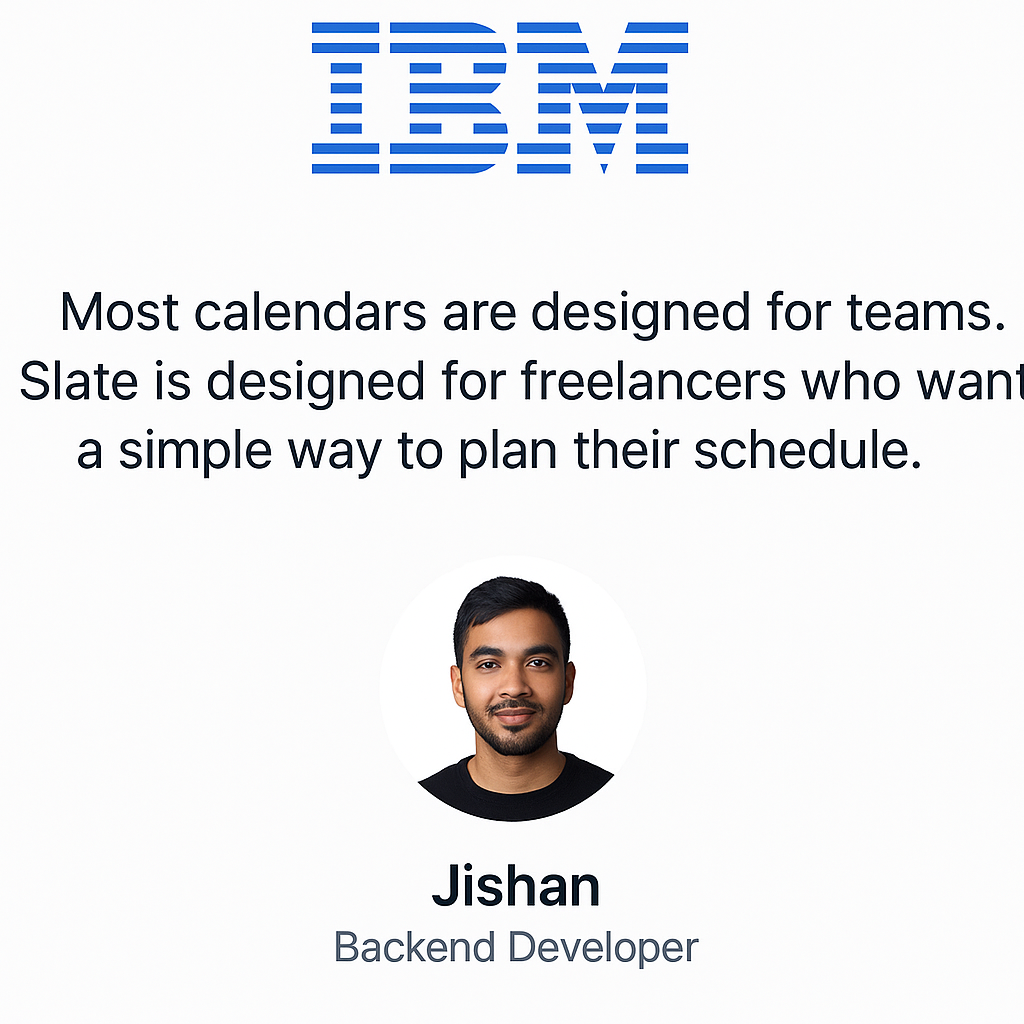 IBM
Most calendars are designed for teams.
Slate is designed for freelancers who want
a simple way to plan their schedule.
Jishan
Backend Developer